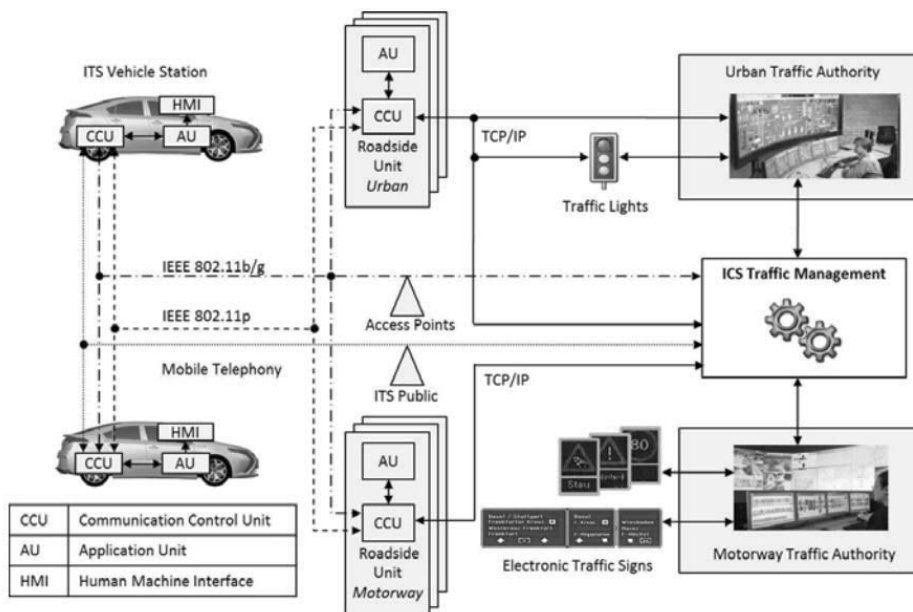 ITS Vehicle Station
HMI
CCU
AU
AU
CCU
Roadside
Unit
Urban
TCP/IP
Traffic Lights
Urban Traffic Authority
IEEE 802.11b/g
Access Points
ICS Traffic Management
IEEE 802.11p
Mobile Telephony
ITS Public
TCP/IP
HMI
CCU
AU
AU
CCU
Roadside
Unit
Motorway
80
Stau
Electronic Traffic Signs
Motorway Traffic Authority
CCU Communication Control Unit
AU Application Unit
HMI Human Machine Interface